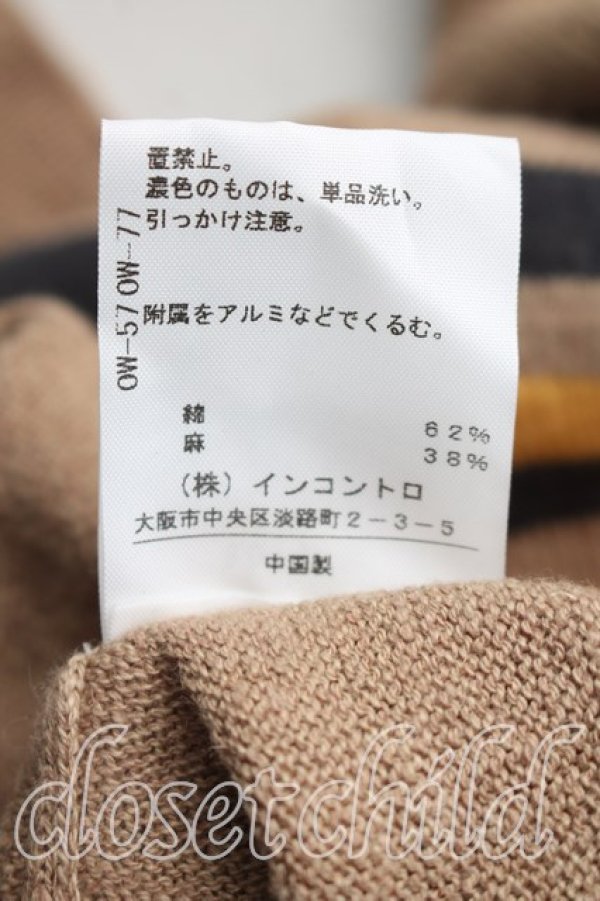 置禁止。
濃色のものは、単品洗い。
引っかけ注意。
附属をアルミなどでくるむ。
OW-57 OW-77
綿 62%
麻 38%
(株)インコントロ
大阪市中央区淡路町2-3-5
中国製
closet child